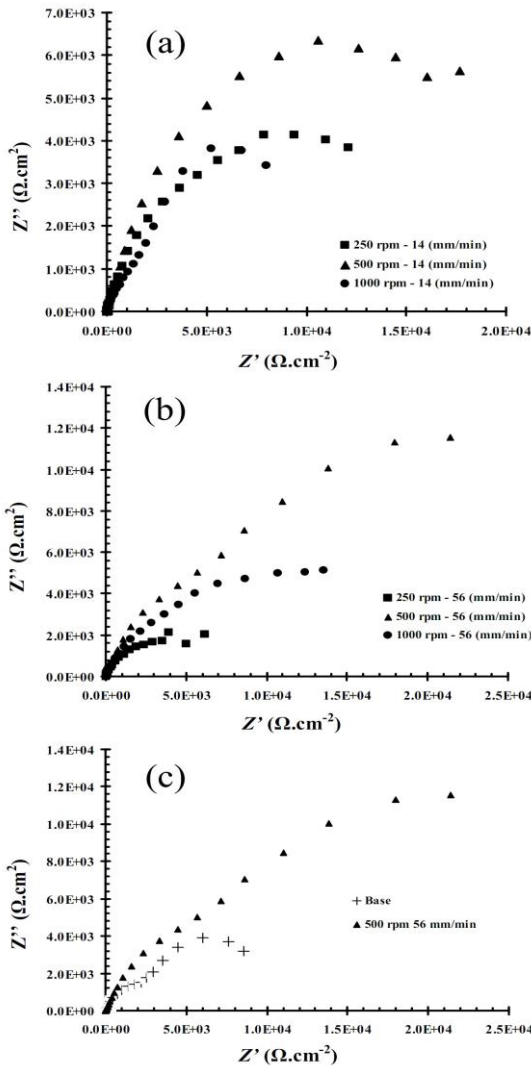 (a)
Z’’ (Ω.cm²)
7.0E+03
6.0E+03
5.0E+03
4.0E+03
3.0E+03
2.0E+03
1.0E+03
0.0E+00
250 rpm - 14 (mm/min)
500 rpm - 14 (mm/min)
1000 rpm - 14 (mm/min)
0.0E+00 5.0E+03 1.0E+04 1.5E+04 2.0E+04
Z' (Ω.cm⁻²)
(b)
Z’’ (Ω.cm²)
1.4E+04
1.2E+04
1.0E+04
8.0E+03
6.0E+03
4.0E+03
2.0E+03
0.0E+00
250 rpm - 56 (mm/min)
500 rpm - 56 (mm/min)
1000 rpm - 56 (mm/min)
0.0E+00 5.0E+03 1.0E+04 1.5E+04 2.0E+04 2.5E+04
Z' (Ω.cm⁻²)
(c)
Z’’ (Ω.cm²)
1.4E+04
1.2E+04
1.0E+04
8.0E+03
6.0E+03
4.0E+03
2.0E+03
0.0E+00
Base
500 rpm 56 mm/min
0.0E+00 5.0E+03 1.0E+04 1.5E+04 2.0E+04 2.5E+04
Z' (Ω.cm⁻²)